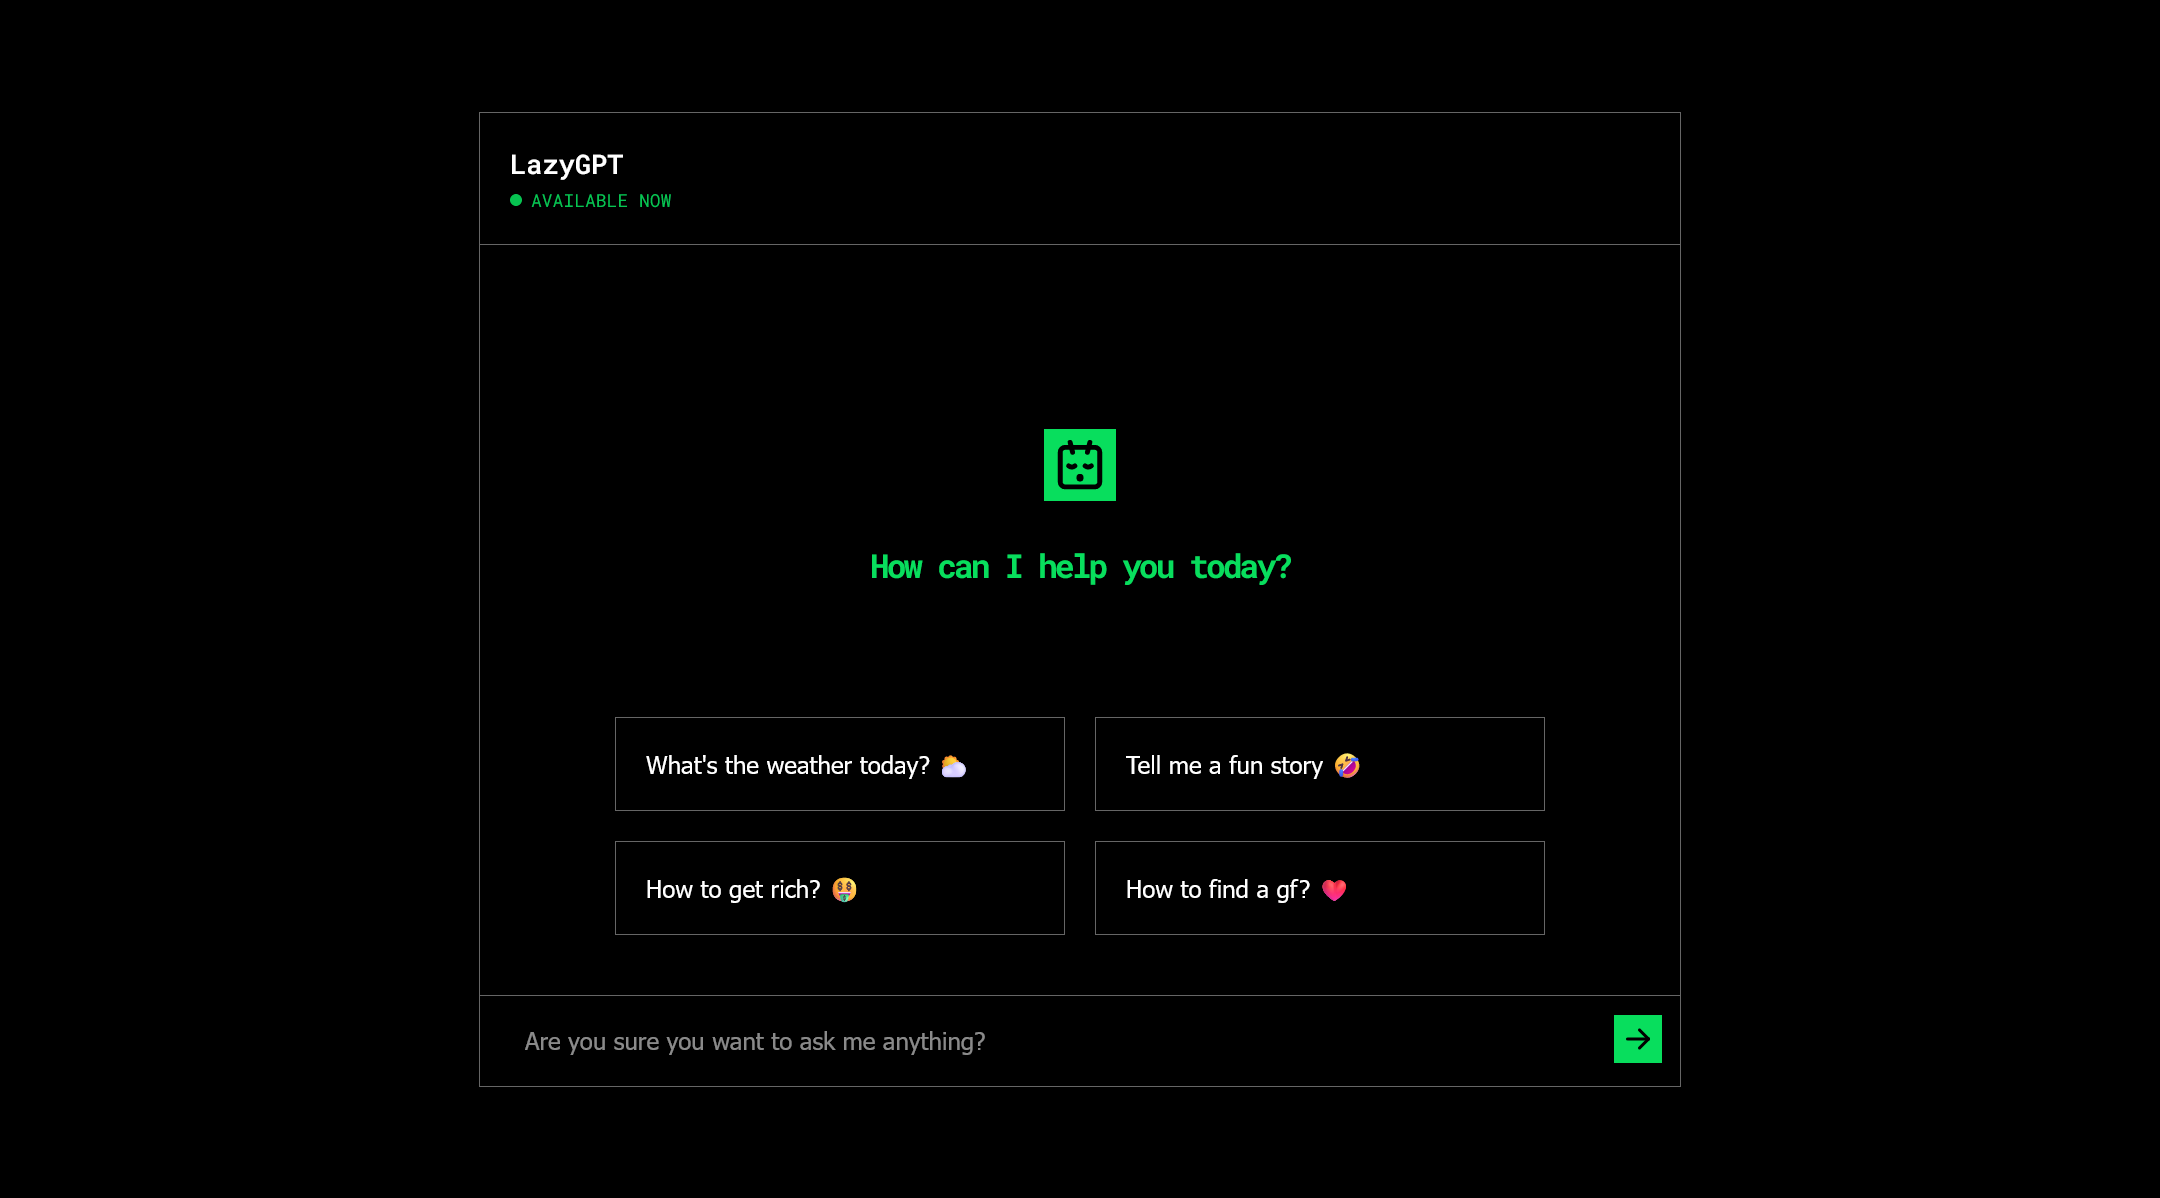 LazyGPT
AVAILABLE NOW
How can I help you today?
What's the weather today? 🌥️
Tell me a fun story 🤣
How to get rich? 🤑
How to find a gf? ❤️
Are you sure you want to ask me anything?